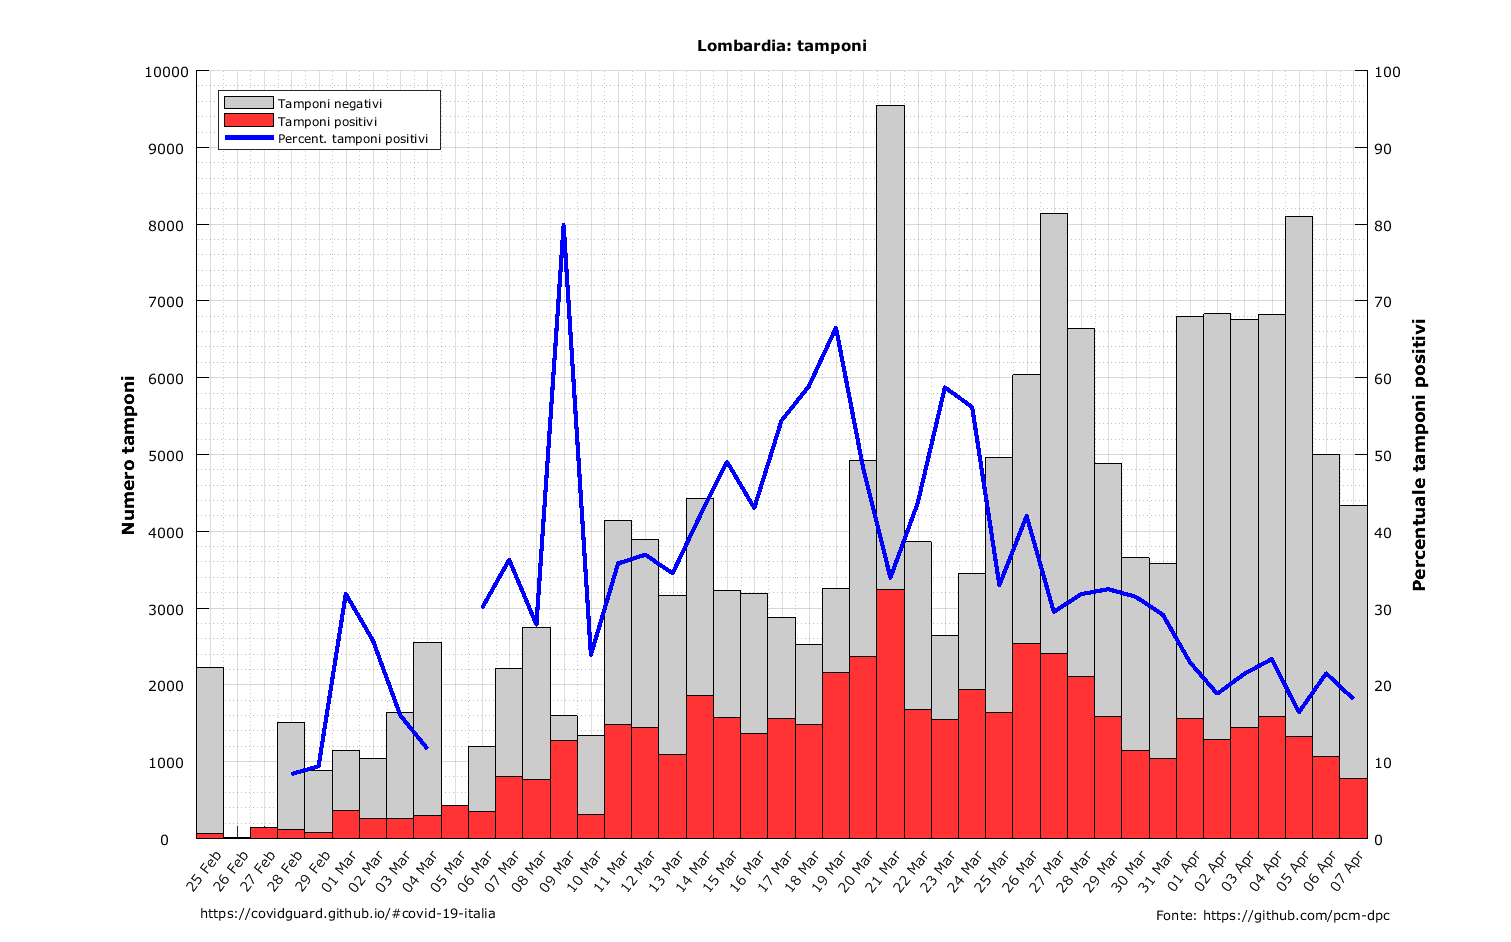 Lombardia: tamponi
10000
9000
8000
7000
6000
5000
4000
3000
2000
1000
0
Numero tamponi
Tamponi negativi
Tamponi positivi
Percent. tamponi positivi
100
90
80
70
60
50
40
30
20
10
0
Percentuale tamponi positivi
25 Feb
26 Feb
27 Feb
28 Feb
29 Feb
01 Mar
02 Mar
03 Mar
04 Mar
05 Mar
06 Mar
07 Mar
08 Mar
09 Mar
10 Mar
11 Mar
12 Mar
13 Mar
14 Mar
15 Mar
16 Mar
17 Mar
18 Mar
19 Mar
20 Mar
21 Mar
22 Mar
23 Mar
24 Mar
25 Mar
26 Mar
27 Mar
28 Mar
29 Mar
30 Mar
31 Mar
01 Apr
02 Apr
03 Apr
04 Apr
05 Apr
06 Apr
07 Apr
https://covidguard.github.io/#covid-19-italia
Fonte: https://github.com/pcm-dpc